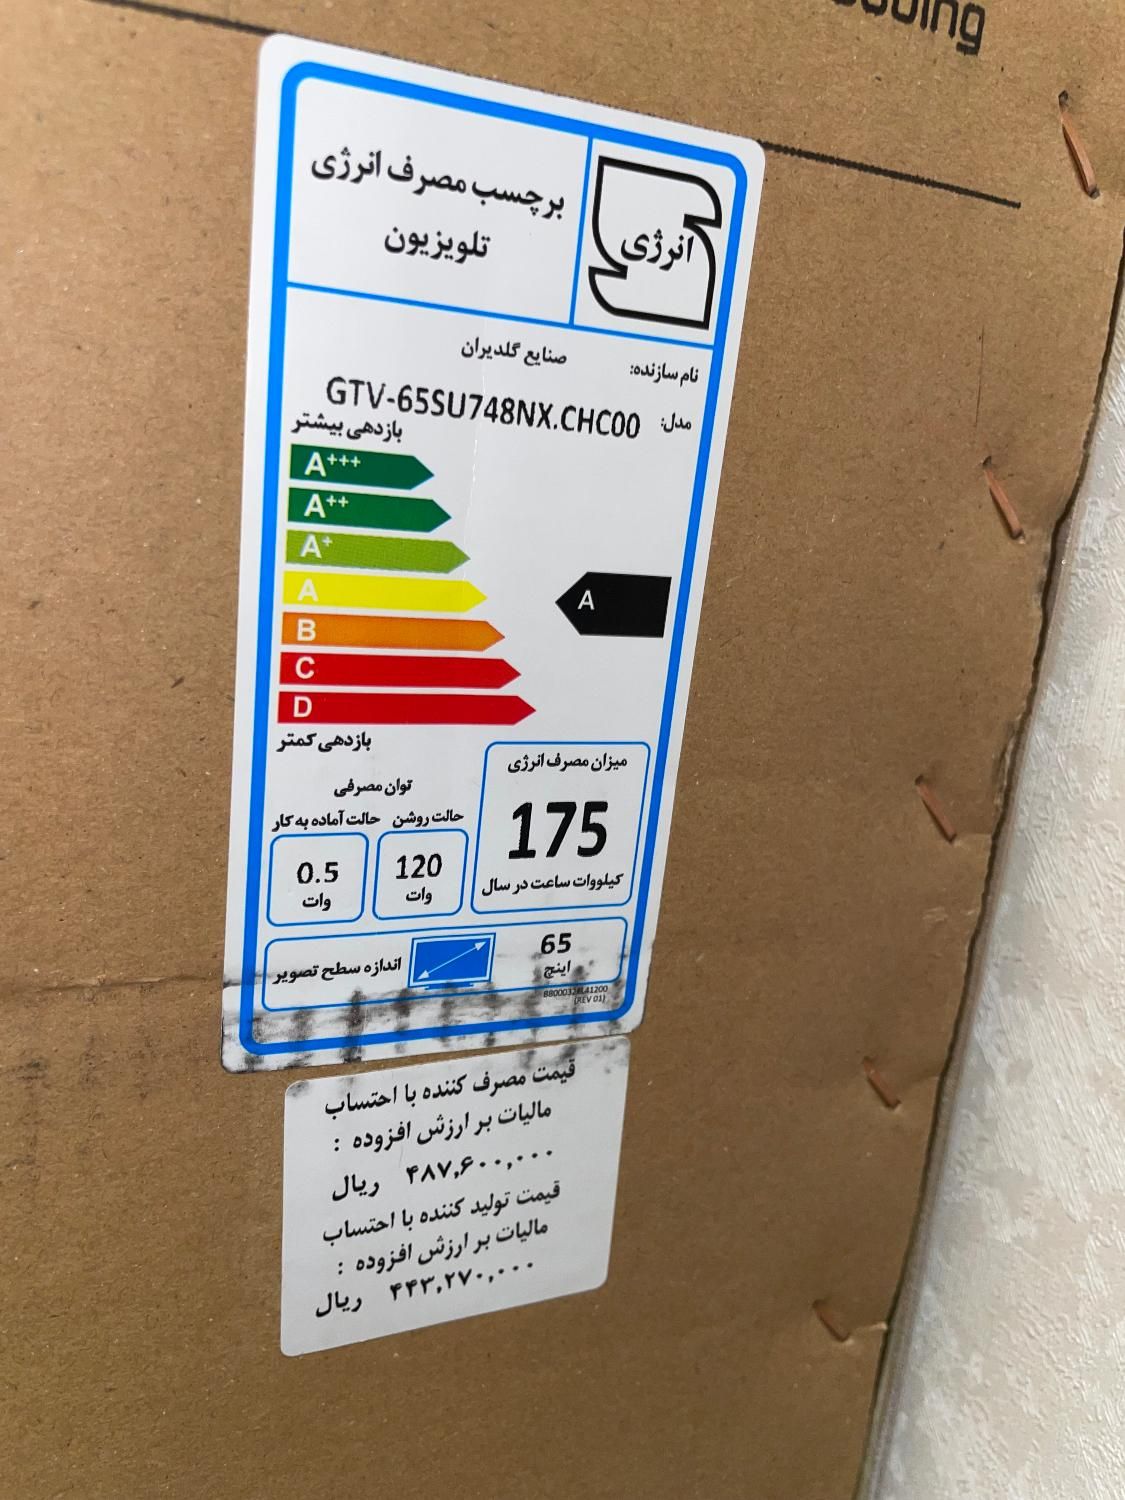 برچسب مصرف انرژی
تلویزیون
انرژی
نام سازنده: صنایع گلدیران
مدل: GTV-65SU748NX.CHC00
بازدهی بیشتر
A+++
A++
A+
A
A
B
C
D
بازدهی کمتر
میزان مصرف انرژی
175
کیلووات ساعت در سال
توان مصرفی
حالت روشن
120
وات
حالت آماده به کار
0.5
وات
اندازه سطح تصویر
65
اینچ
(REV 01)
قیمت مصرف کننده با احتساب
مالیات بر ارزش افزوده :
۴۸۷,۶۰۰,۰۰۰ ریال
قیمت تولید کننده با احتساب
مالیات بر ارزش افزوده :
۴۴۳,۲۷۰,۰۰۰ ریال